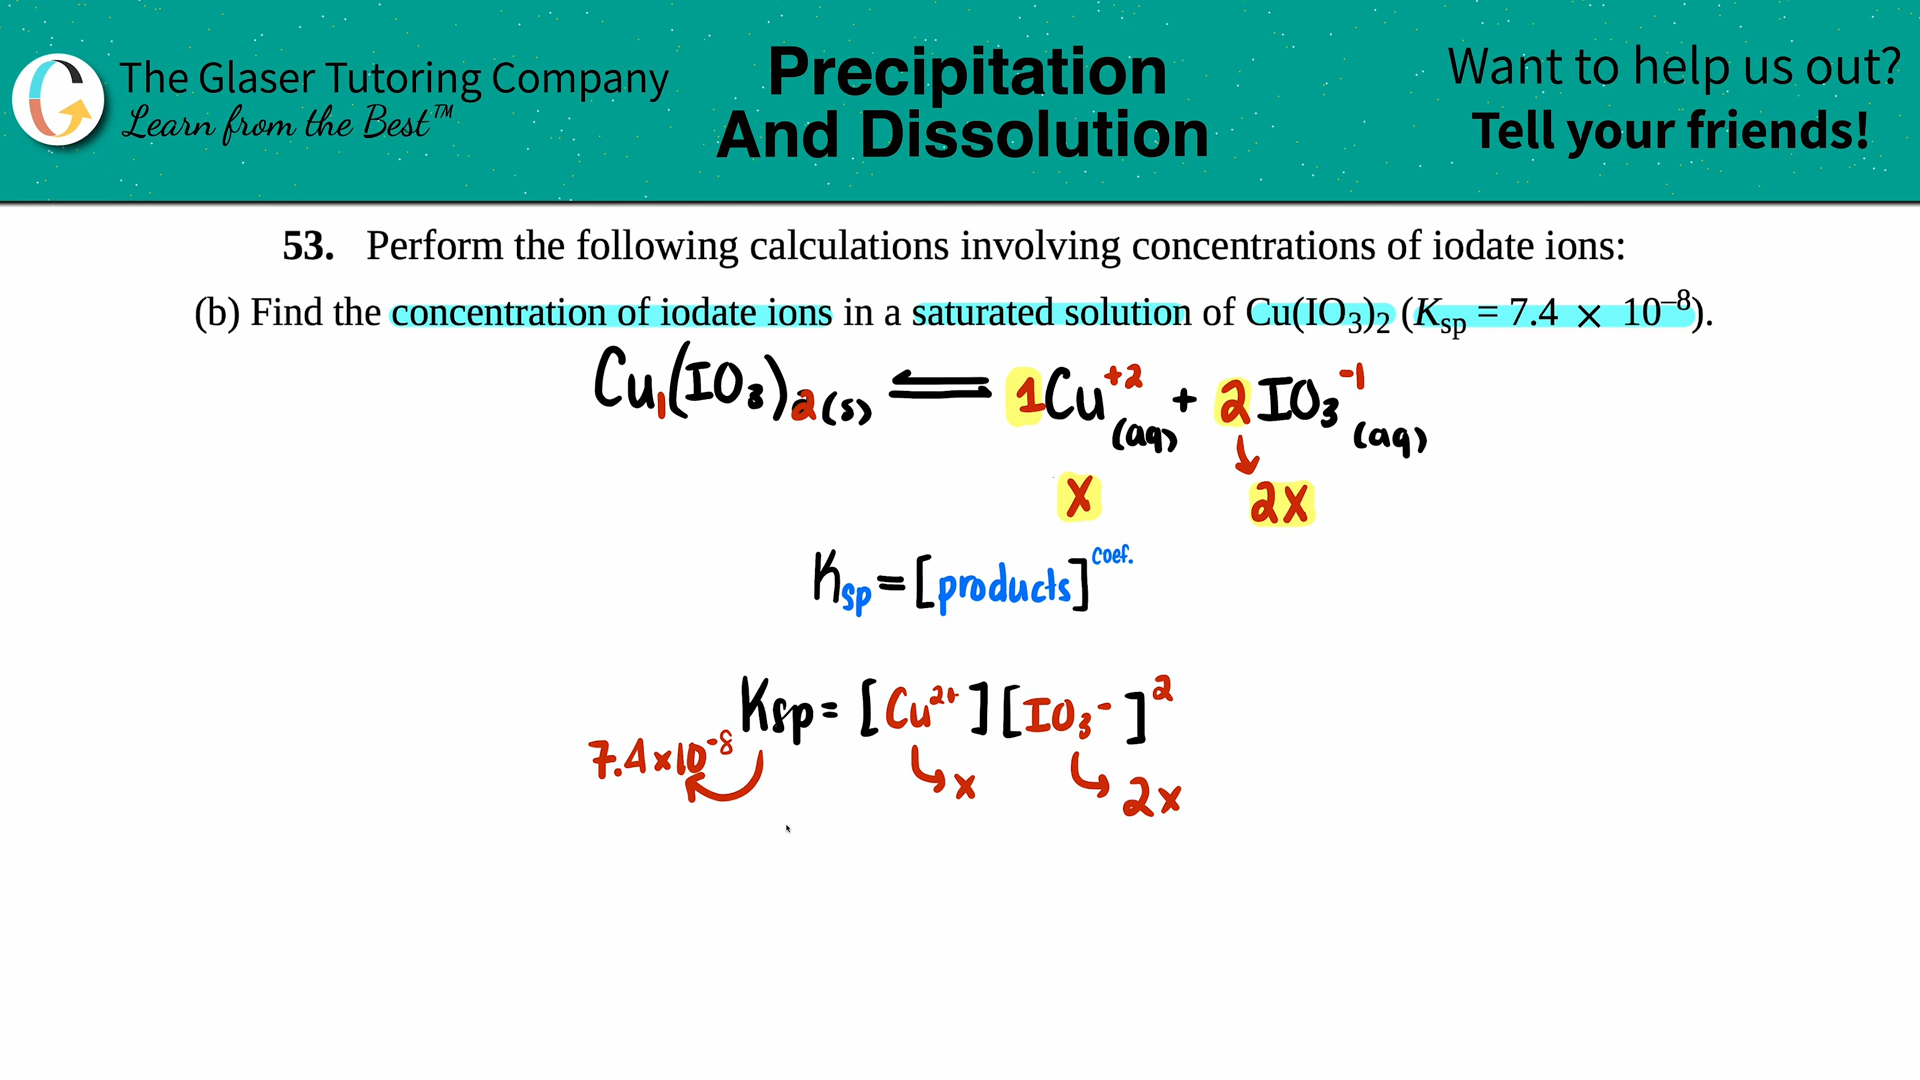 The Glaser Tutoring Company
Learn from the Best™
Precipitation
And Dissolution
Want to help us out?
Tell your friends!
53. Perform the following calculations involving concentrations of iodate ions:
(b) Find the concentration of iodate ions in a saturated solution of Cu(IO₃)₂ (Ksp = 7.4 × 10⁻⁸).
Cu₁(IO₃)₂(s) ⇌ 1Cu⁺²(aq) + 2IO₃⁻¹(aq)
x 2x
Ksp = [products]^coef.
Ksp = [Cu²⁺][IO₃⁻]²
7.4x10⁻⁸ x 2x